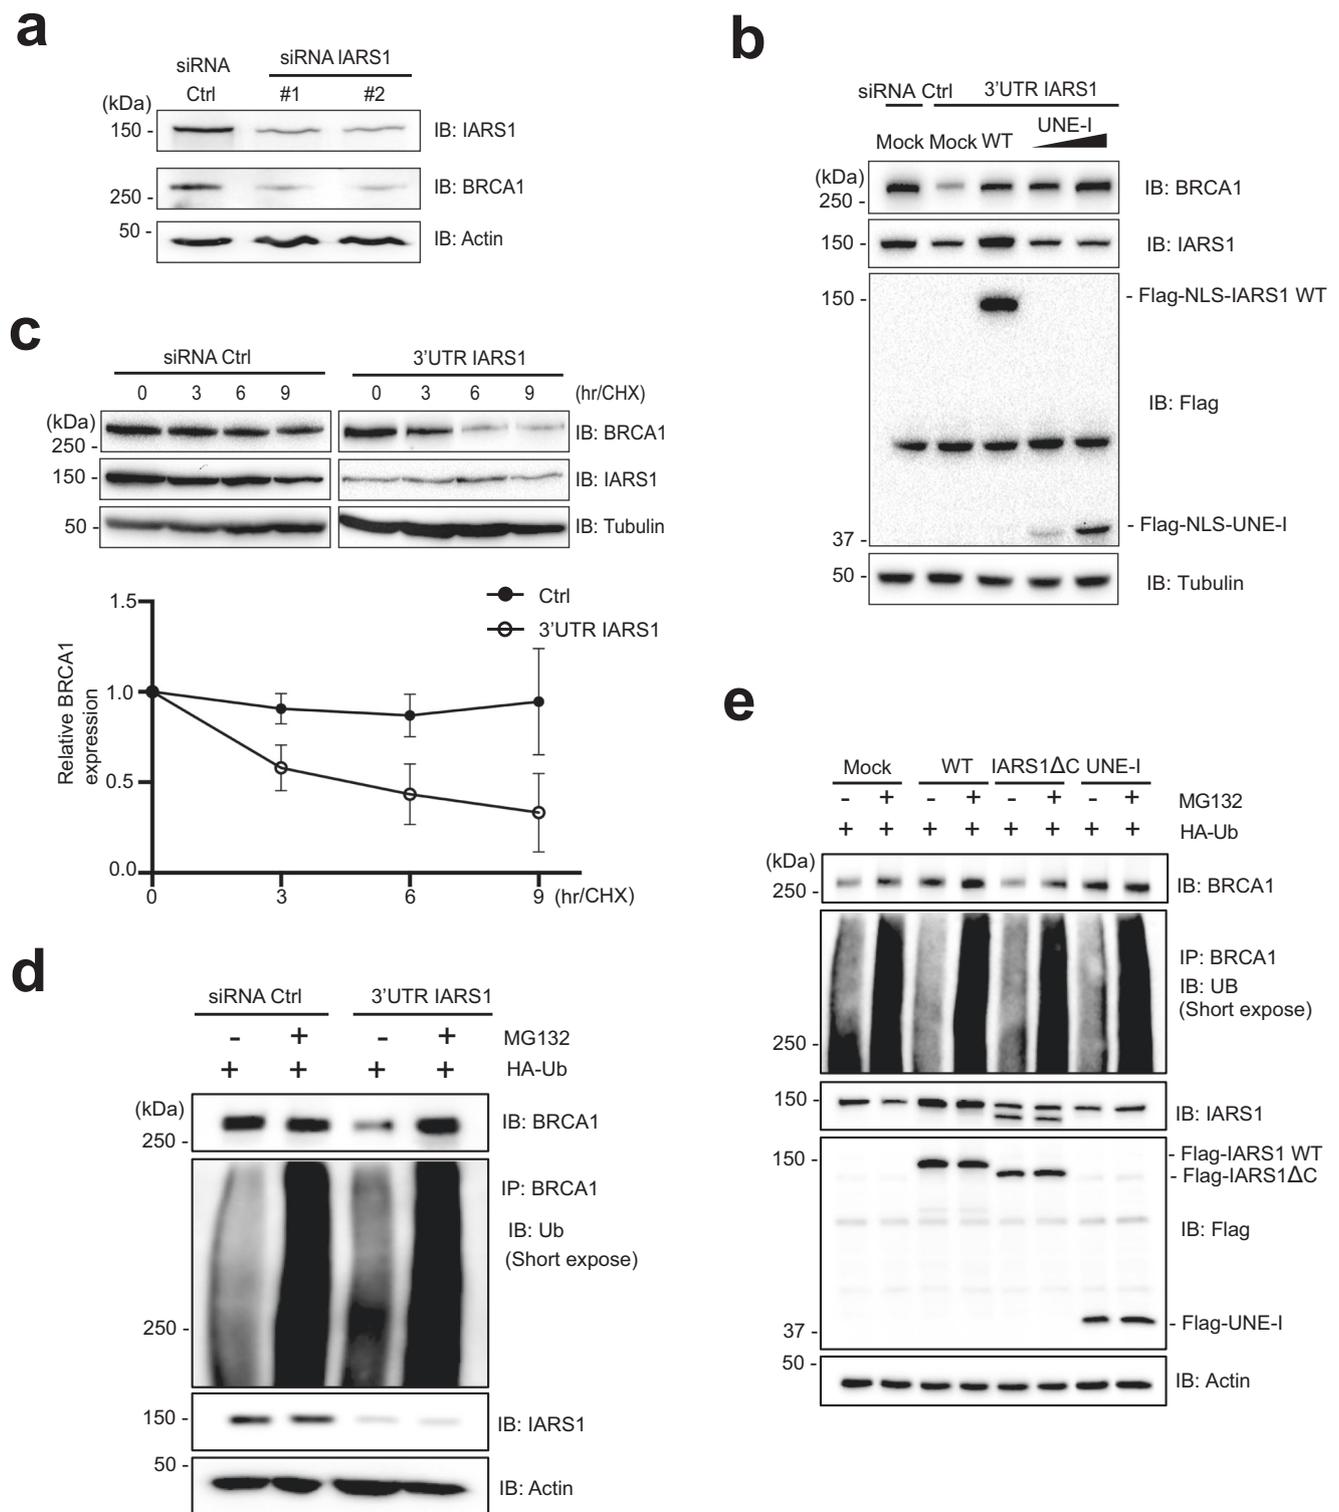 a
siRNA
Ctrl
siRNA IARS1
#1 #2
(kDa)
150 -
IB: IARS1
250 -
IB: BRCA1
50 -
IB: Actin
b
siRNA Ctrl 3'UTR IARS1
UNE-I
Mock Mock WT
(kDa)
250 -
IB: BRCA1
150 -
IB: IARS1
150 -
- Flag-NLS-IARS1 WT
IB: Flag
- Flag-NLS-UNE-I
37 -
50 -
IB: Tubulin
c
siRNA Ctrl 3'UTR IARS1
0 3 6 9 0 3 6 9 (hr/CHX)
(kDa)
250 -
IB: BRCA1
150 -
IB: IARS1
50 -
IB: Tubulin
Ctrl
3'UTR IARS1
Relative BRCA1
expression
1.5
1.0
0.5
0.0
0 3 6 9 (hr/CHX)
d
siRNA Ctrl 3'UTR IARS1
- + - + MG132
+ + + + HA-Ub
(kDa)
250 -
IB: BRCA1
IP: BRCA1
IB: Ub
(Short expose)
250 -
150 -
IB: IARS1
50 -
IB: Actin
e
Mock WT IARS1ΔC UNE-I
- + - + - + - + MG132
+ + + + + + + + HA-Ub
(kDa)
250 -
IB: BRCA1
IP: BRCA1
IB: UB
(Short expose)
250 -
150 -
IB: IARS1
150 -
- Flag-IARS1 WT
- Flag-IARS1ΔC
IB: Flag
37 -
- Flag-UNE-I
50 -
IB: Actin